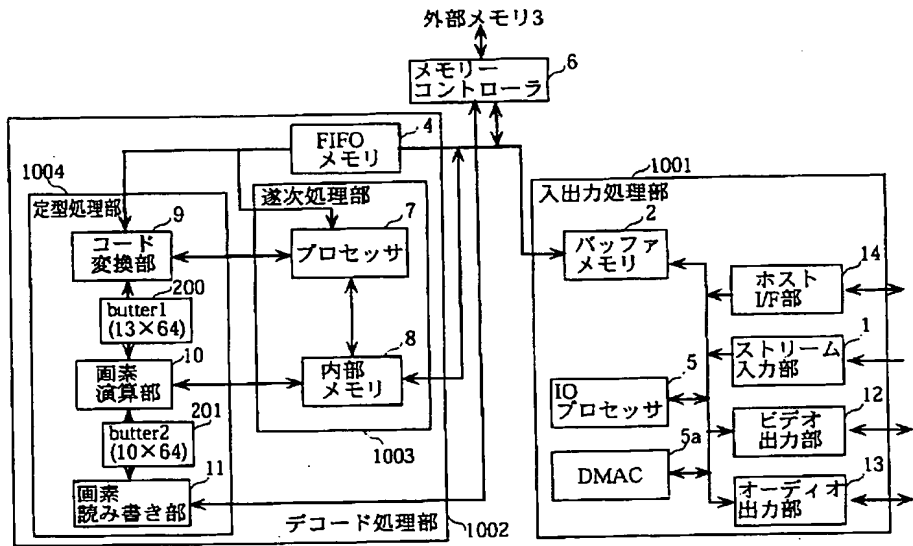 外部メモリ3
6
メモリー
コントローラ
4
FIFO
メモリ
1004
定型処理部
9
コード
変換部
200
butter1
(13×64)
10
画素
演算部
201
butter2
(10×64)
11
画素
読み書き部
遂次処理部
7
プロセッサ
8
内部
メモリ
1003
デコード処理部
1002
1001
入出力処理部
2
バッファ
メモリ
14
ホスト
I/F部
1
ストリーム
入力部
5
IO
プロセッサ
12
ビデオ
出力部
5a
DMAC
13
オーディオ
出力部